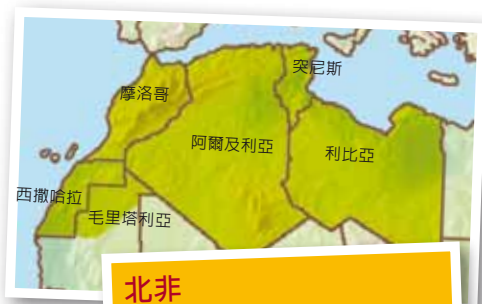 突尼斯
摩洛哥
阿爾及利亞
利比亞
西撒哈拉
毛里塔利亞
北非